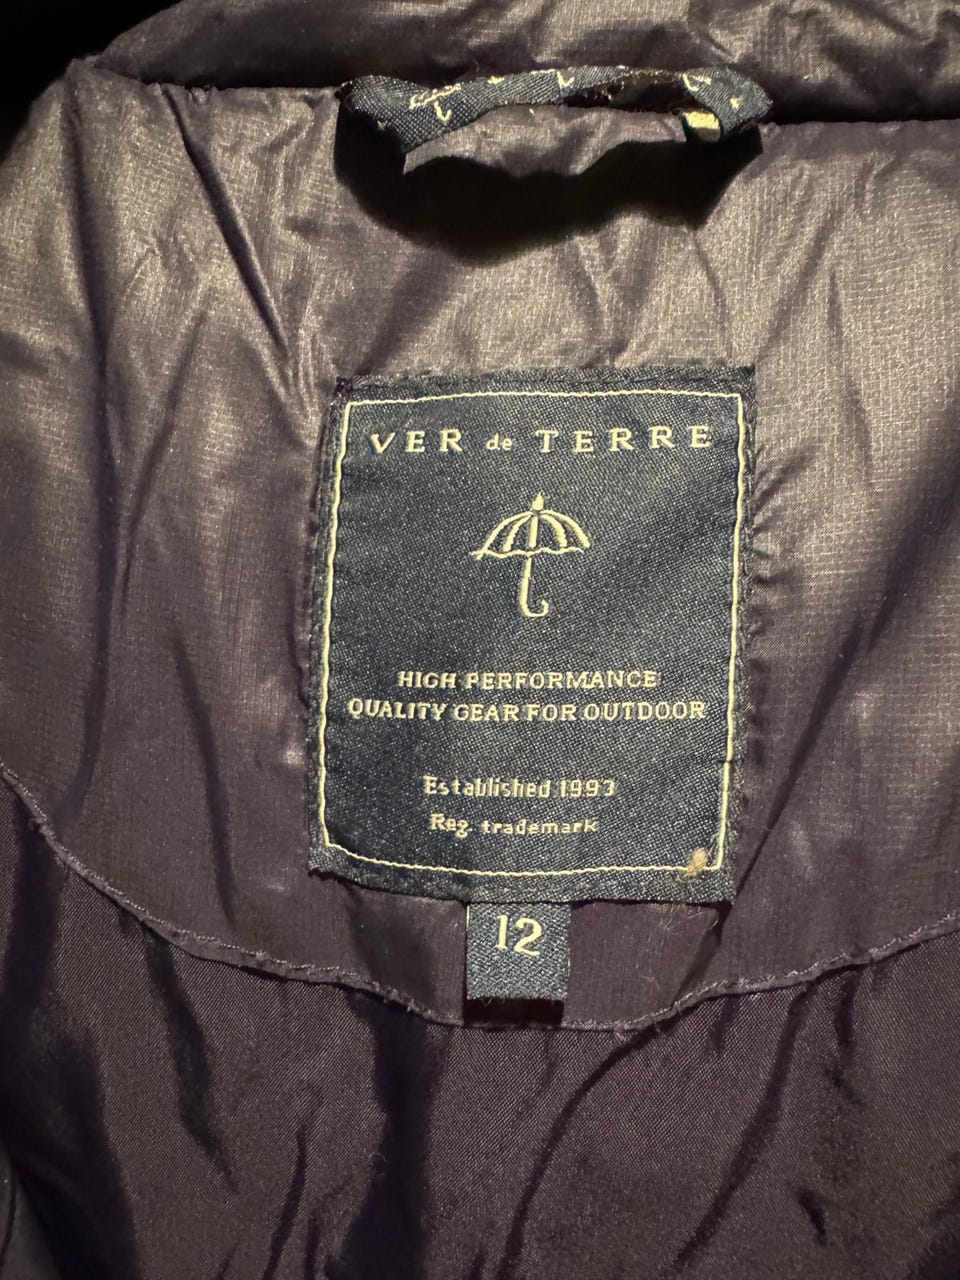 VER de TERRE
HIGH PERFORMANCE
QUALITY GEAR FOR OUTDOOR
Established 1993
Reg. trademark
12